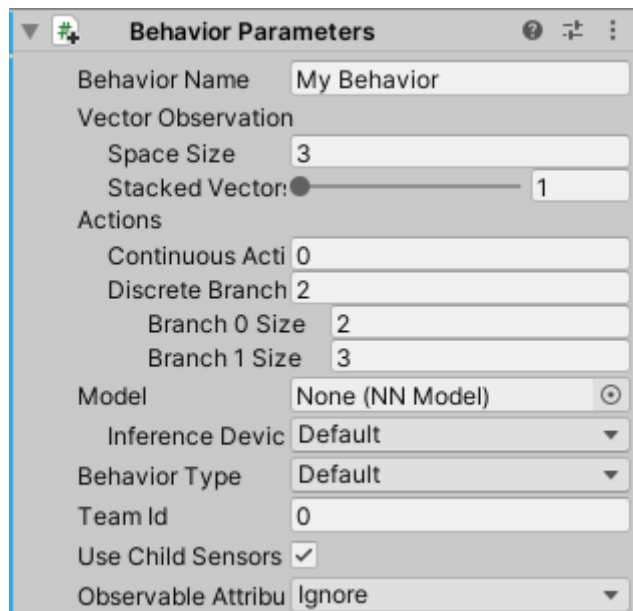 Behavior Parameters
Behavior Name My Behavior
Vector Observation
Space Size 3
Stacked Vector: 1
Actions
Continuous Acti 0
Discrete Branch 2
Branch 0 Size 2
Branch 1 Size 3
Model None (NN Model)
Inference Devic Default
Behavior Type Default
Team Id 0
Use Child Sensors
Observable Attribu Ignore